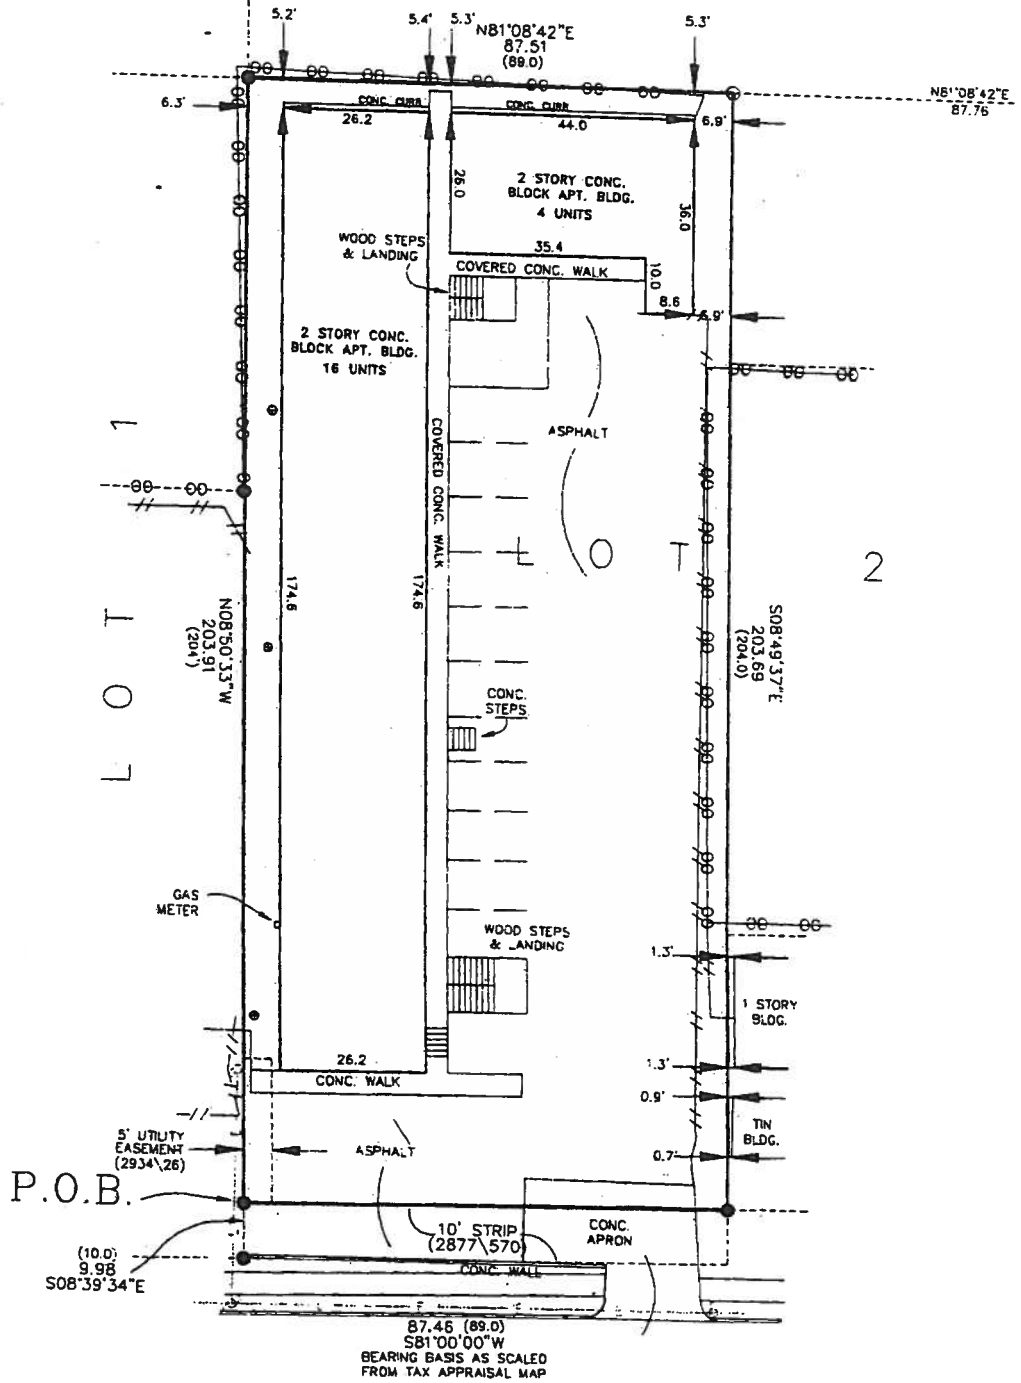 5.2'
5.4'
5.3'
5.3'
N81°08'42"E
87.51
(89.0)
N81°08'42"E
87.76
6.3'
CONC. CURB
26.2
CONC. CURB
44.0
6.9'
26.0
2 STORY CONC.
BLOCK APT. BLDG.
4 UNITS
36.0
WOOD STEPS
& LANDING
35.4
COVERED CONC. WALK
10.0
8.6
6.9'
2 STORY CONC.
BLOCK APT. BLDG.
16 UNITS
ASPHALT
COVERED CONC. WALK
LOT 1
LOT 2
174.6
174.6
N08°50'33"W
203.91
(204')
S08°49'37"E
203.69
(204.0)
CONC.
STEPS
GAS
METER
WOOD STEPS
& LANDING
1.3'
1 STORY
BLDG.
1.3'
26.2
CONC. WALK
0.9'
TIN
BLDG.
0.7'
5' UTILITY
EASEMENT
(2934\26)
ASPHALT
P.O.B.
10' STRIP
(2877\570)
CONC.
APRON
(10.0)
9.98
S08°39'34"E
CONC. WALL
87.46 (89.0)
S81°00'00"W
BEARING BASIS AS SCALED
FROM TAX APPRAISAL MAP